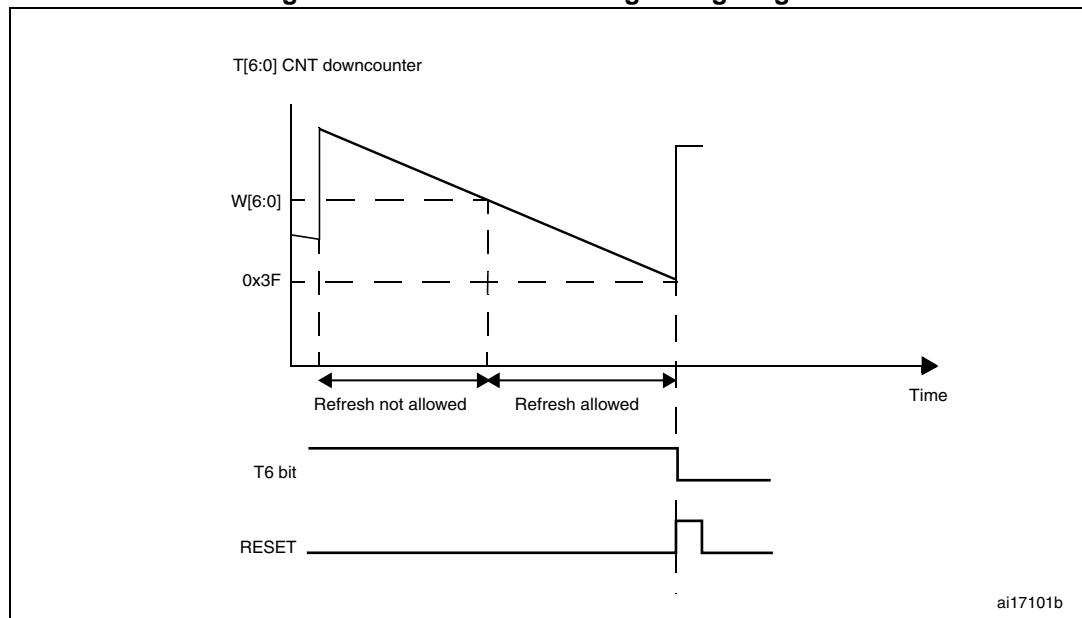 T[6:0] CNT downcounter
W[6:0]
0x3F
Refresh not allowed
Refresh allowed
Time
T6 bit
RESET
ai17101b